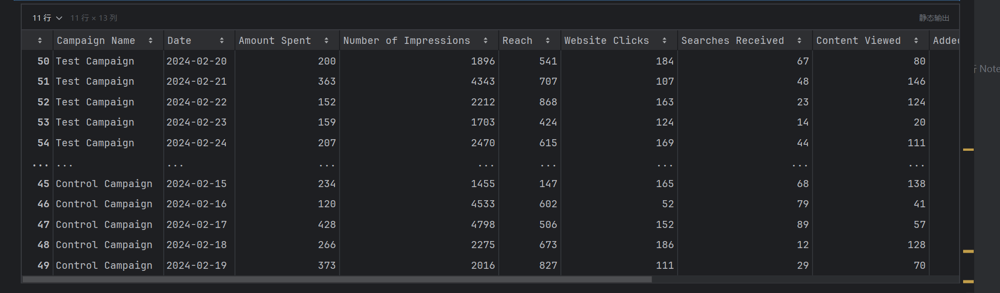 11 行 11 行 × 13 列 静态输出
Campaign Name Date Amount Spent Number of Impressions Reach Website Clicks Searches Received Content Viewed Added
50 Test Campaign 2024-02-20 200 1896 541 184 67 80
Note
51 Test Campaign 2024-02-21 363 4343 707 107 48 146
52 Test Campaign 2024-02-22 152 2212 868 163 23 124
53 Test Campaign 2024-02-23 159 1703 424 124 14 20
54 Test Campaign 2024-02-24 207 2470 615 169 44 111
... ... ... ... ... ... ... ... ...
45 Control Campaign 2024-02-15 234 1455 147 165 68 138
46 Control Campaign 2024-02-16 120 4533 602 52 79 41
47 Control Campaign 2024-02-17 428 4798 506 152 89 57
48 Control Campaign 2024-02-18 266 2275 673 186 12 128
49 Control Campaign 2024-02-19 373 2016 827 111 29 70